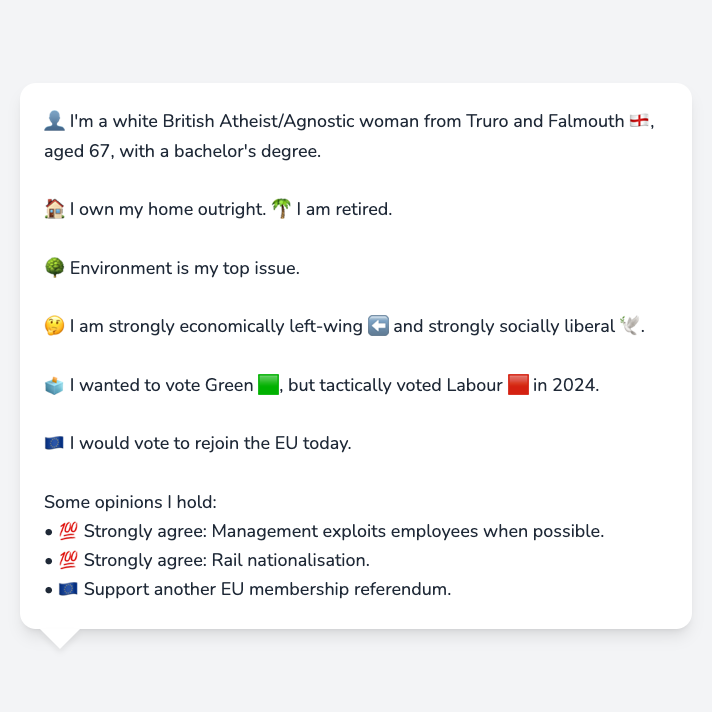 👤 I'm a white British Atheist/Agnostic woman from Truro and Falmouth 🏴󠁧󠁢󠁥󠁮󠁧󠁿,
aged 67, with a bachelor's degree.
🏠 I own my home outright. 🌴 I am retired.
🌳 Environment is my top issue.
🤔 I am strongly economically left-wing ⬅️ and strongly socially liberal 🕊️.
🗳️ I wanted to vote Green 🟩, but tactically voted Labour 🟥 in 2024.
🇪🇺 I would vote to rejoin the EU today.
Some opinions I hold:
• 💯 Strongly agree: Management exploits employees when possible.
• 💯 Strongly agree: Rail nationalisation.
• 🇪🇺 Support another EU membership referendum.